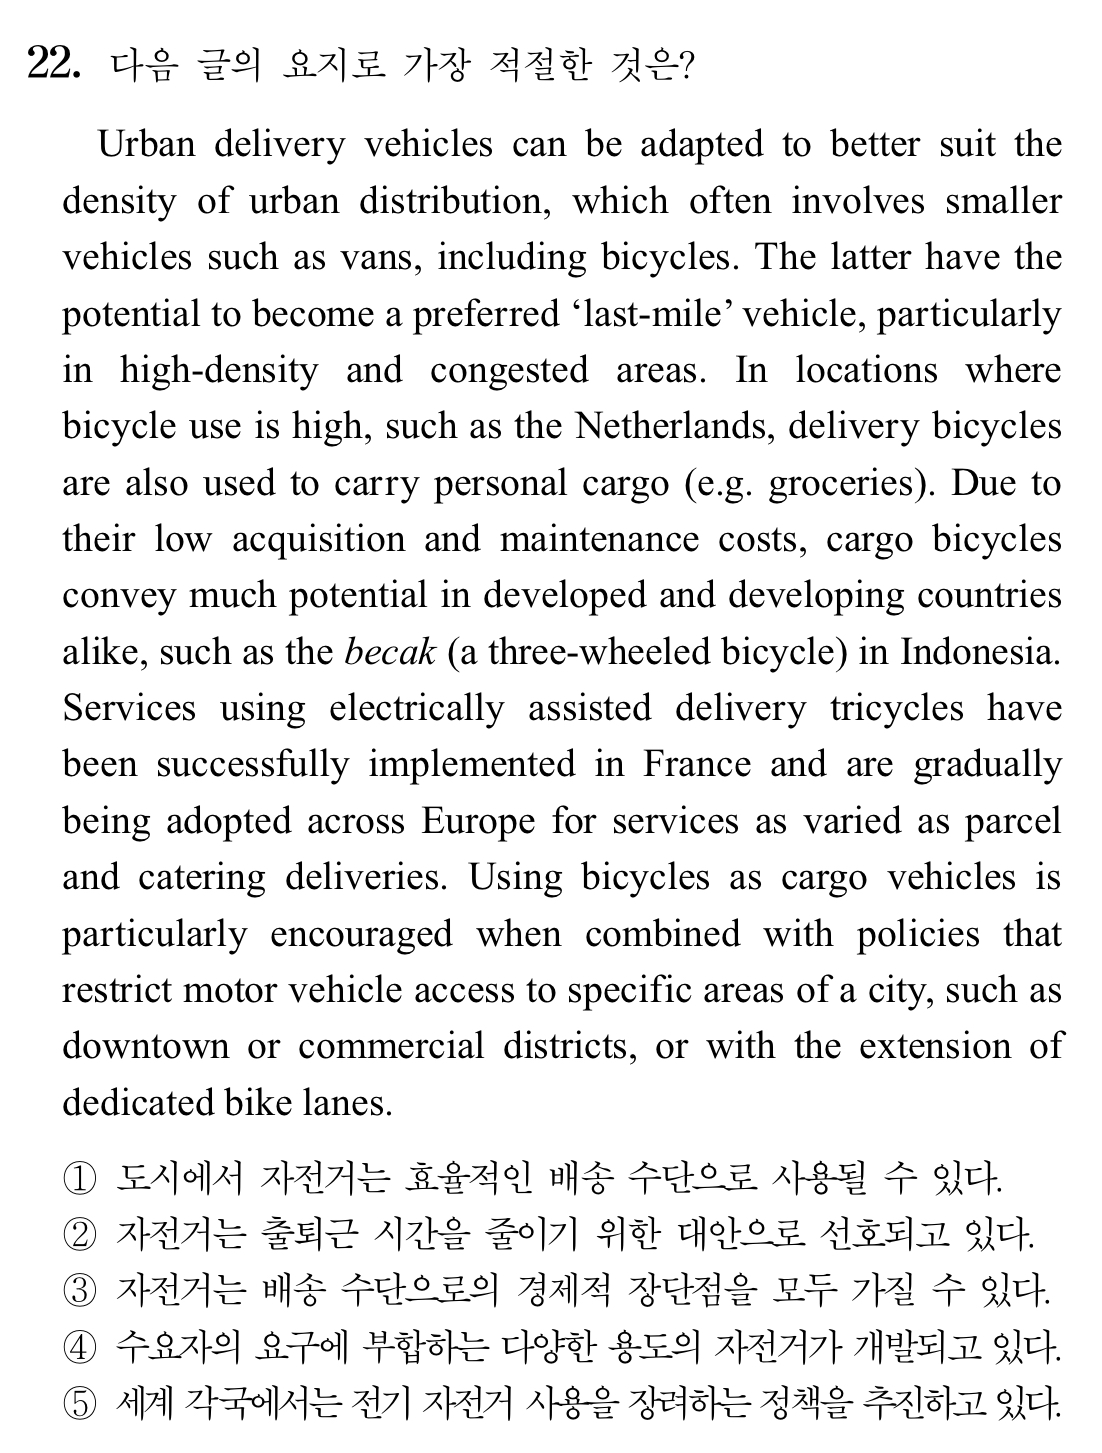 22. 다음 글의 요지로 가장 적절한 것은?
Urban delivery vehicles can be adapted to better suit the
density of urban distribution, which often involves smaller
vehicles such as vans, including bicycles. The latter have the
potential to become a preferred ‘last-mile’ vehicle, particularly
in high-density and congested areas. In locations where
bicycle use is high, such as the Netherlands, delivery bicycles
are also used to carry personal cargo (e.g. groceries). Due to
their low acquisition and maintenance costs, cargo bicycles
convey much potential in developed and developing countries
alike, such as the becak (a three-wheeled bicycle) in Indonesia.
Services using electrically assisted delivery tricycles have
been successfully implemented in France and are gradually
being adopted across Europe for services as varied as parcel
and catering deliveries. Using bicycles as cargo vehicles is
particularly encouraged when combined with policies that
restrict motor vehicle access to specific areas of a city, such as
downtown or commercial districts, or with the extension of
dedicated bike lanes.
① 도시에서 자전거는 효율적인 배송 수단으로 사용될 수 있다.
② 자전거는 출퇴근 시간을 줄이기 위한 대안으로 선호되고 있다.
③ 자전거는 배송 수단으로의 경제적 장단점을 모두 가질 수 있다.
④ 수요자의 요구에 부합하는 다양한 용도의 자전거가 개발되고 있다.
⑤ 세계 각국에서는 전기 자전거 사용을 장려하는 정책을 추진하고 있다.